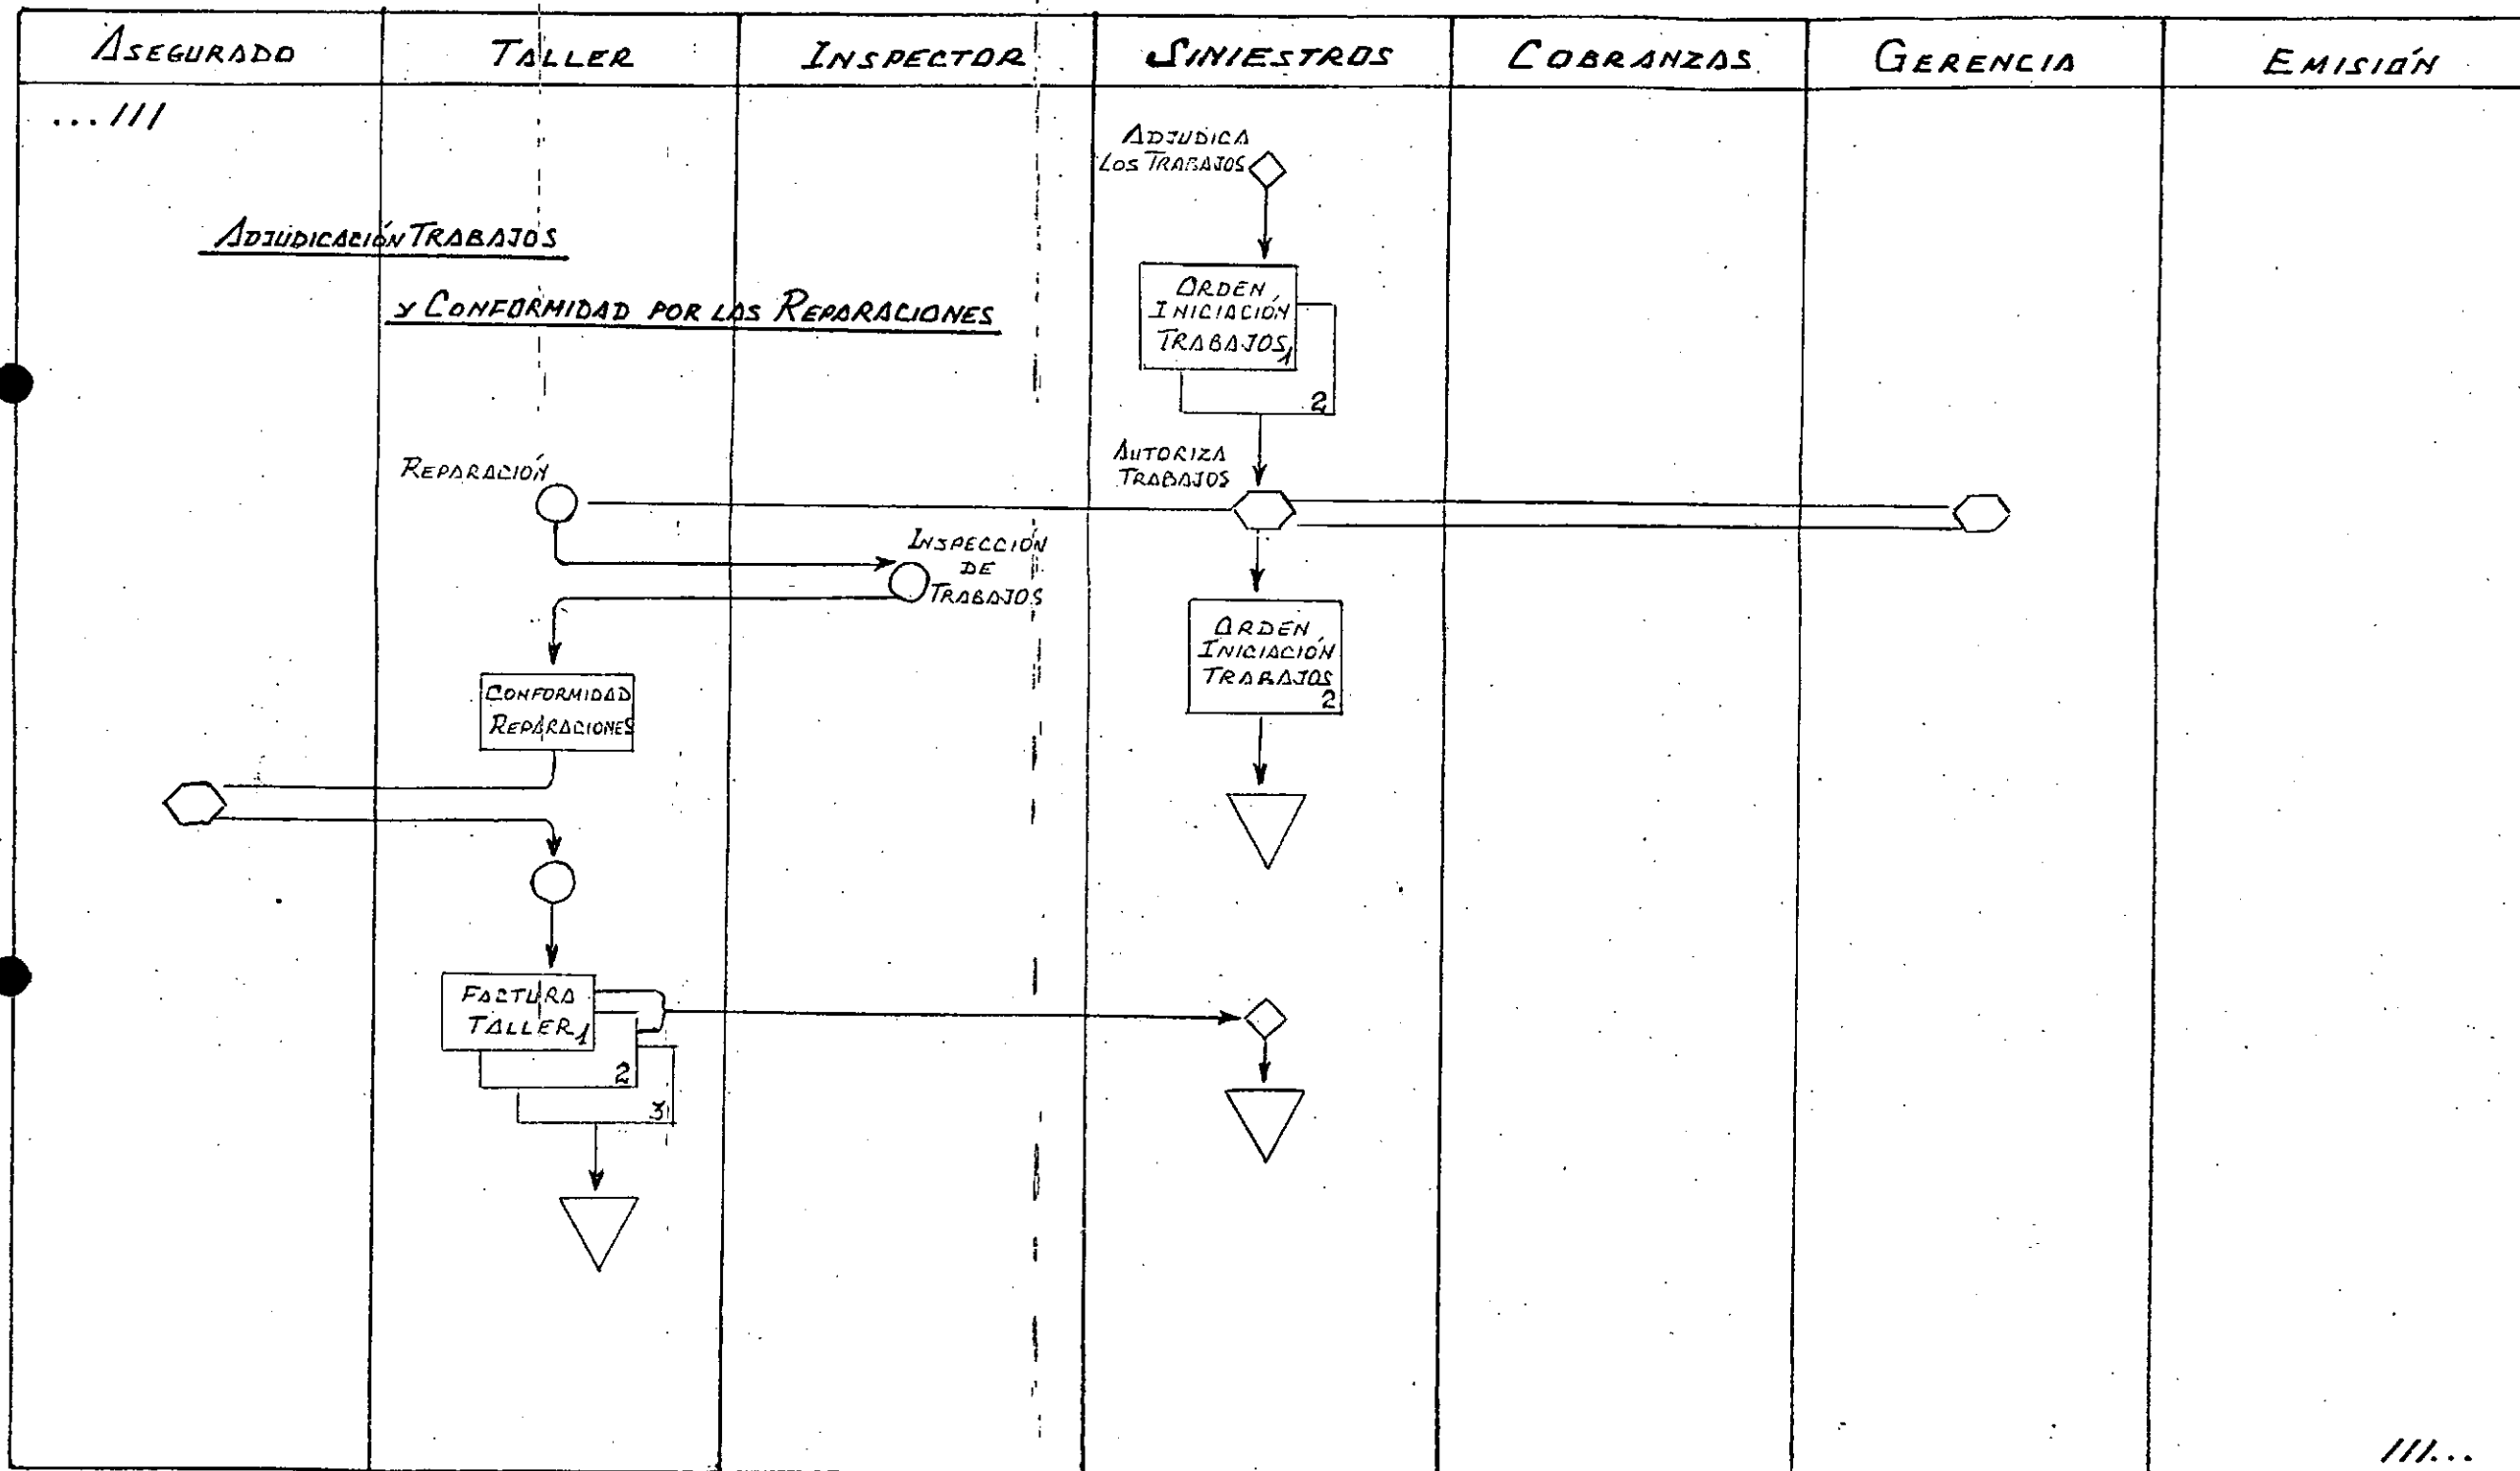 ASEGURADO
TALLER
INSPECTOR
SINIESTROS
COBRANZAS
GERENCIA
EMISIÓN
...///
ADJUDICA
LOS TRABAJOS
ADJUDICACIÓN TRABAJOS
Y CONFORMIDAD POR LAS REPARACIONES
ORDEN
INICIACIÓN
TRABAJOS 1
2
AUTORIZA
TRABAJOS
REPARACIÓN
INSPECCIÓN
DE
TRABAJOS
ORDEN
INICIACIÓN
TRABAJOS
2
CONFORMIDAD
REPARACIONES
FACTURA
TALLER 1
2
3
///...